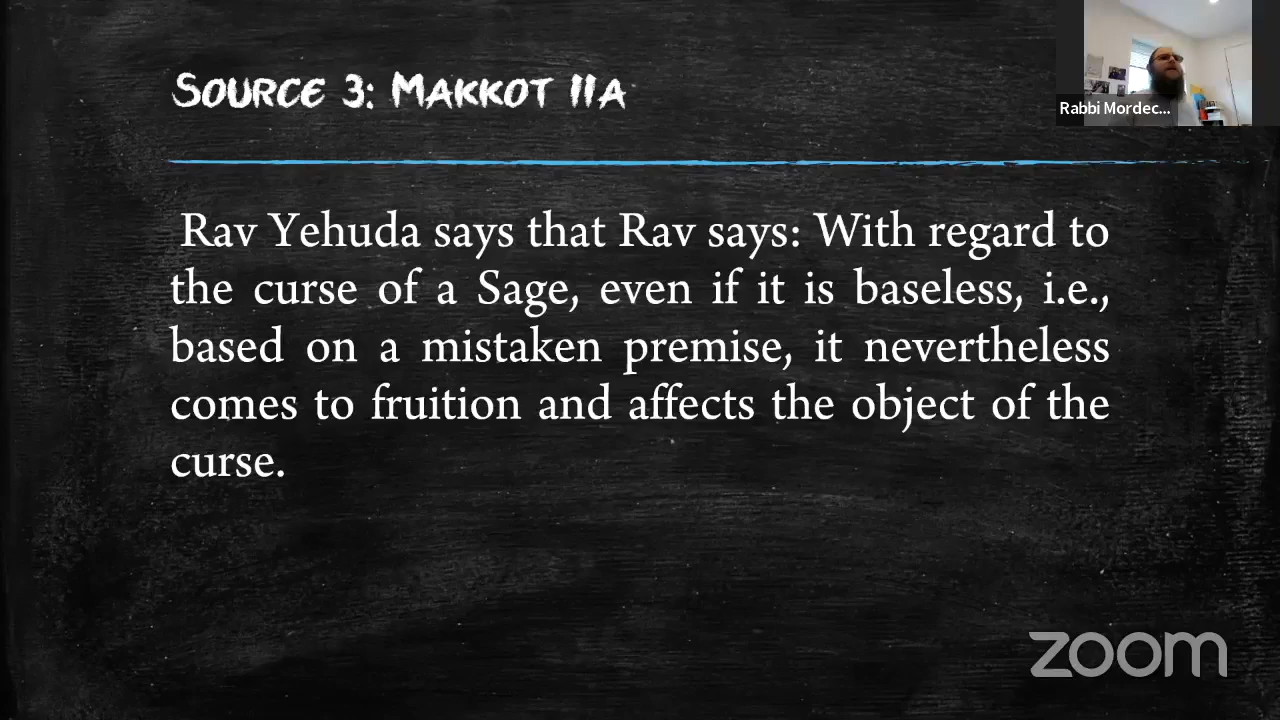 Source 3: Makkot 11a
Rabbi Mordec...
Rav Yehuda says that Rav says: With regard to
the curse of a Sage, even if it is baseless, i.e.,
based on a mistaken premise, it nevertheless
comes to fruition and affects the object of the
curse.
zoom